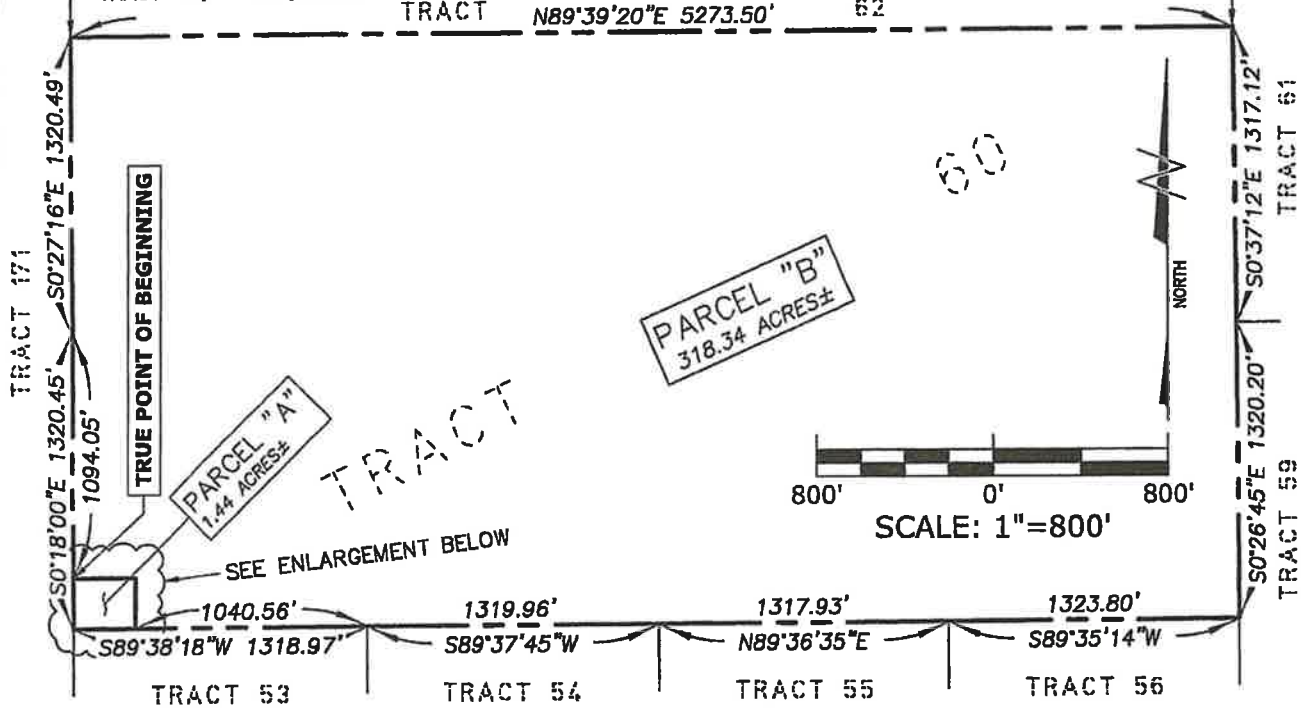 TRACT 62
N89°39'20"E 5273.50'
S0°27'16"E 1320.49'
TRACT 171
S0°18'00"E 1320.45'
1094.05'
TRUE POINT OF BEGINNING
PARCEL "A"
1.44 ACRES±
TRACT 60
PARCEL "B"
318.34 ACRES±
NORTH
S0°37'12"E 1317.12'
TRACT 61
S0°26'45"E 1320.20'
TRACT 59
800' 0' 800'
SCALE: 1"=800'
SEE ENLARGEMENT BELOW
1040.56' 1319.96' 1317.93' 1323.80'
S89°38'18"W 1318.97' S89°37'45"W N89°36'35"E S89°35'14"W
TRACT 53 TRACT 54 TRACT 55 TRACT 56